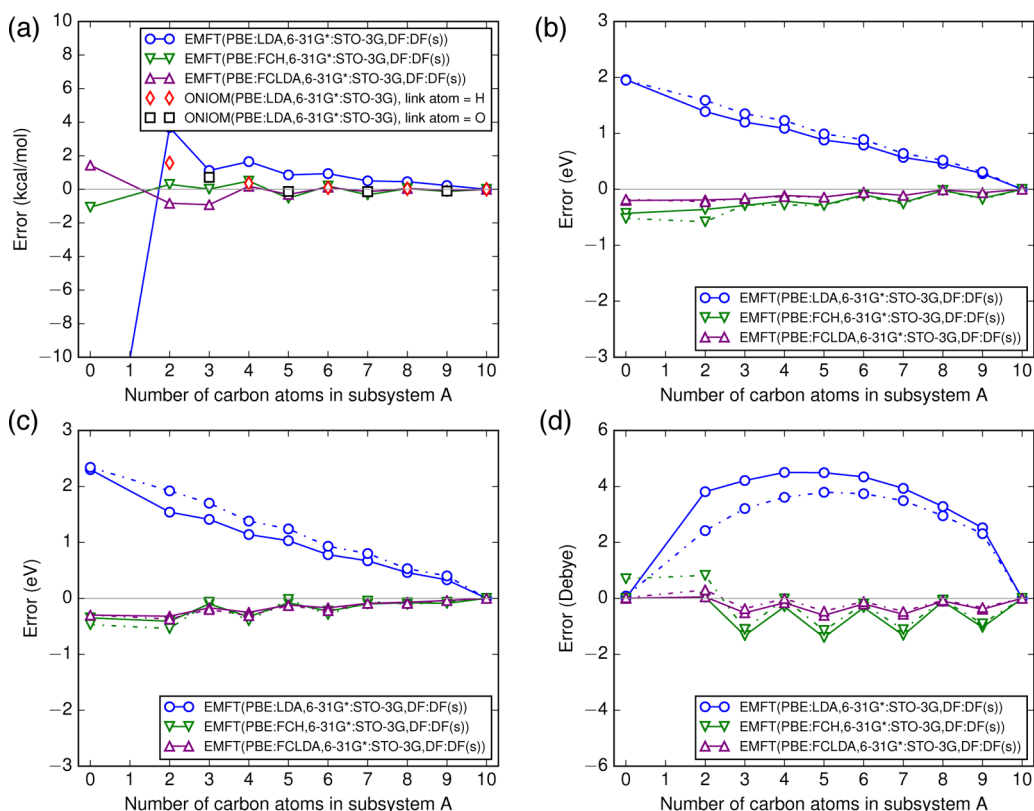 (a)
10
8
6
4
2
0
−2
−4
−6
−8
−10
Error (kcal/mol)
EMFT(PBE:LDA,6-31G*:STO-3G,DF:DF(s))
EMFT(PBE:FCH,6-31G*:STO-3G,DF:DF(s))
EMFT(PBE:FCLDA,6-31G*:STO-3G,DF:DF(s))
ONIOM(PBE:LDA,6-31G*:STO-3G), link atom = H
ONIOM(PBE:LDA,6-31G*:STO-3G), link atom = O
0 1 2 3 4 5 6 7 8 9 10
Number of carbon atoms in subsystem A
(b)
3
2
1
0
−1
−2
−3
Error (eV)
EMFT(PBE:LDA,6-31G*:STO-3G,DF:DF(s))
EMFT(PBE:FCH,6-31G*:STO-3G,DF:DF(s))
EMFT(PBE:FCLDA,6-31G*:STO-3G,DF:DF(s))
0 1 2 3 4 5 6 7 8 9 10
Number of carbon atoms in subsystem A
(c)
3
2
1
0
−1
−2
−3
Error (eV)
EMFT(PBE:LDA,6-31G*:STO-3G,DF:DF(s))
EMFT(PBE:FCH,6-31G*:STO-3G,DF:DF(s))
EMFT(PBE:FCLDA,6-31G*:STO-3G,DF:DF(s))
0 1 2 3 4 5 6 7 8 9 10
Number of carbon atoms in subsystem A
(d)
6
4
2
0
−2
−4
−6
Error (Debye)
EMFT(PBE:LDA,6-31G*:STO-3G,DF:DF(s))
EMFT(PBE:FCH,6-31G*:STO-3G,DF:DF(s))
EMFT(PBE:FCLDA,6-31G*:STO-3G,DF:DF(s))
0 1 2 3 4 5 6 7 8 9 10
Number of carbon atoms in subsystem A